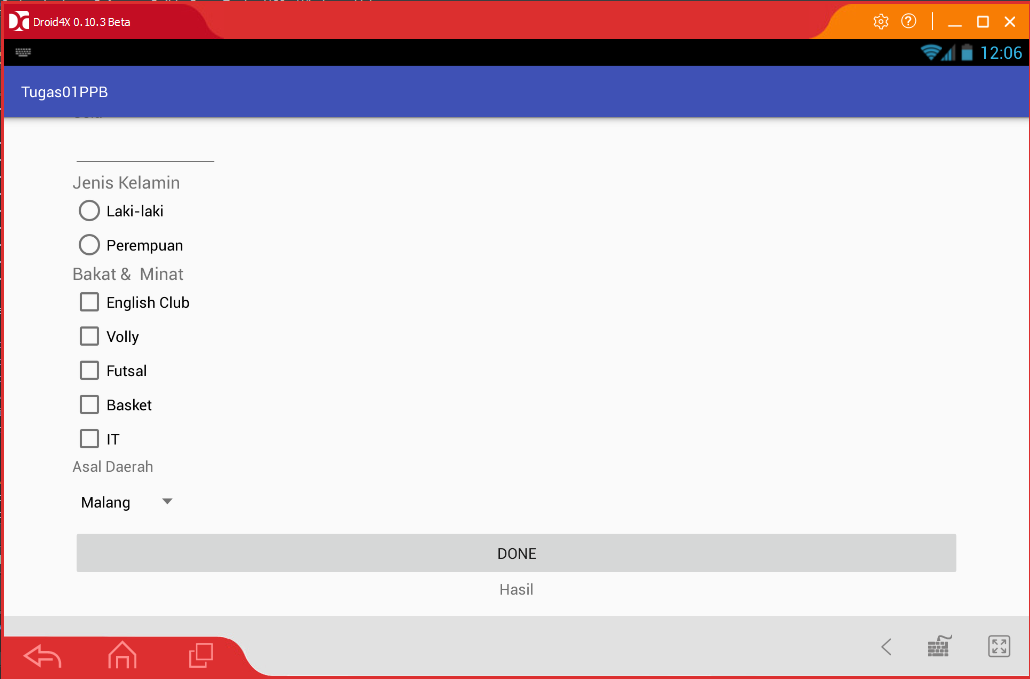 Droid4X 0.10.3 Beta
12:06
Tugas01PPB
Jenis Kelamin
Laki-laki
Perempuan
Bakat & Minat
English Club
Volly
Futsal
Basket
IT
Asal Daerah
Malang
DONE
Hasil